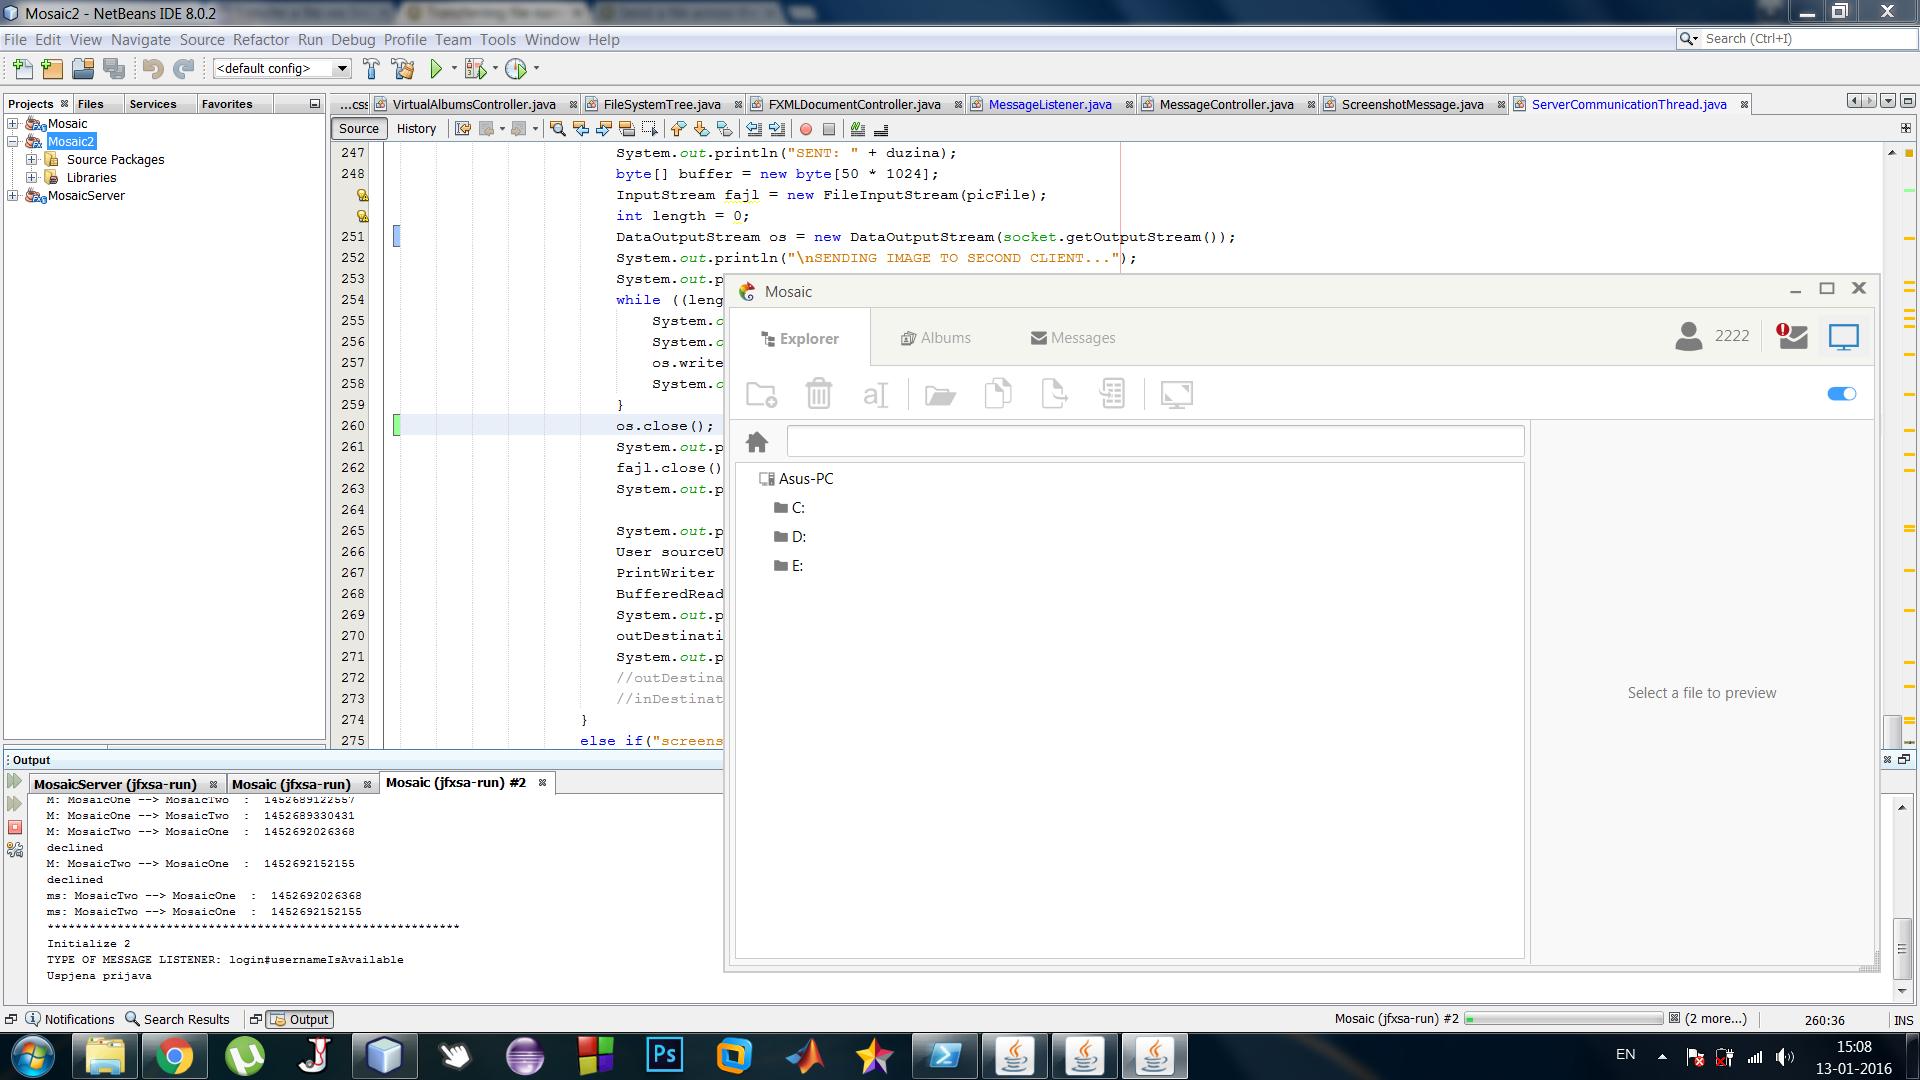 Mosaic2 - NetBeans IDE 8.0.2
File Edit View Navigate Source Refactor Run Debug Profile Team Tools Window Help
Search (Ctrl+I)
<default config>
Projects Files Services Favorites
Mosaic
Mosaic2
Source Packages
Libraries
MosaicServer
...css VirtualAlbumsController.java FileSystemTree.java FXMLDocumentController.java MessageListener.java MessageController.java ScreenshotMessage.java ServerCommunicationThread.java
Source History
247 System.out.println("SENT: " + duzina);
248 byte[] buffer = new byte[50 * 1024];
InputStream fajl = new FileInputStream(picFile);
int length = 0;
251 DataOutputStream os = new DataOutputStream(socket.getOutputStream());
252 System.out.println("\nSENDING IMAGE TO SECOND CLIENT...");
253 System.out.p
254 while ((leng
255 System.o
256 System.o
257 os.write
258 System.o
259 }
260 os.close();
261 System.out.p
262 fajl.close()
263 System.out.p
264
265 System.out.p
266 User sourceU
267 PrintWriter
268 BufferedRead
269 System.out.p
270 outDestinati
271 System.out.p
272 //outDestina
273 //inDestinat
274 }
275 else if("screens
Mosaic
Explorer Albums Messages
2222
aI
Asus-PC
C:
D:
E:
Select a file to preview
Output
MosaicServer (jfxsa-run) Mosaic (jfxsa-run) Mosaic (jfxsa-run) #2
M: MosaicOne --> MosaicTwo : 1452689122557
M: MosaicOne --> MosaicTwo : 1452689330431
M: MosaicTwo --> MosaicOne : 1452692026368
declined
M: MosaicTwo --> MosaicOne : 1452692152155
declined
ms: MosaicTwo --> MosaicOne : 1452692026368
ms: MosaicTwo --> MosaicOne : 1452692152155
***********************************************************
Initialize 2
TYPE OF MESSAGE LISTENER: login#usernameIsAvailable
Uspjena prijava
Notifications Search Results Output
Mosaic (jfxsa-run) #2 (2 more...) 260:36 INS
Ps
EN
15:08
13-01-2016